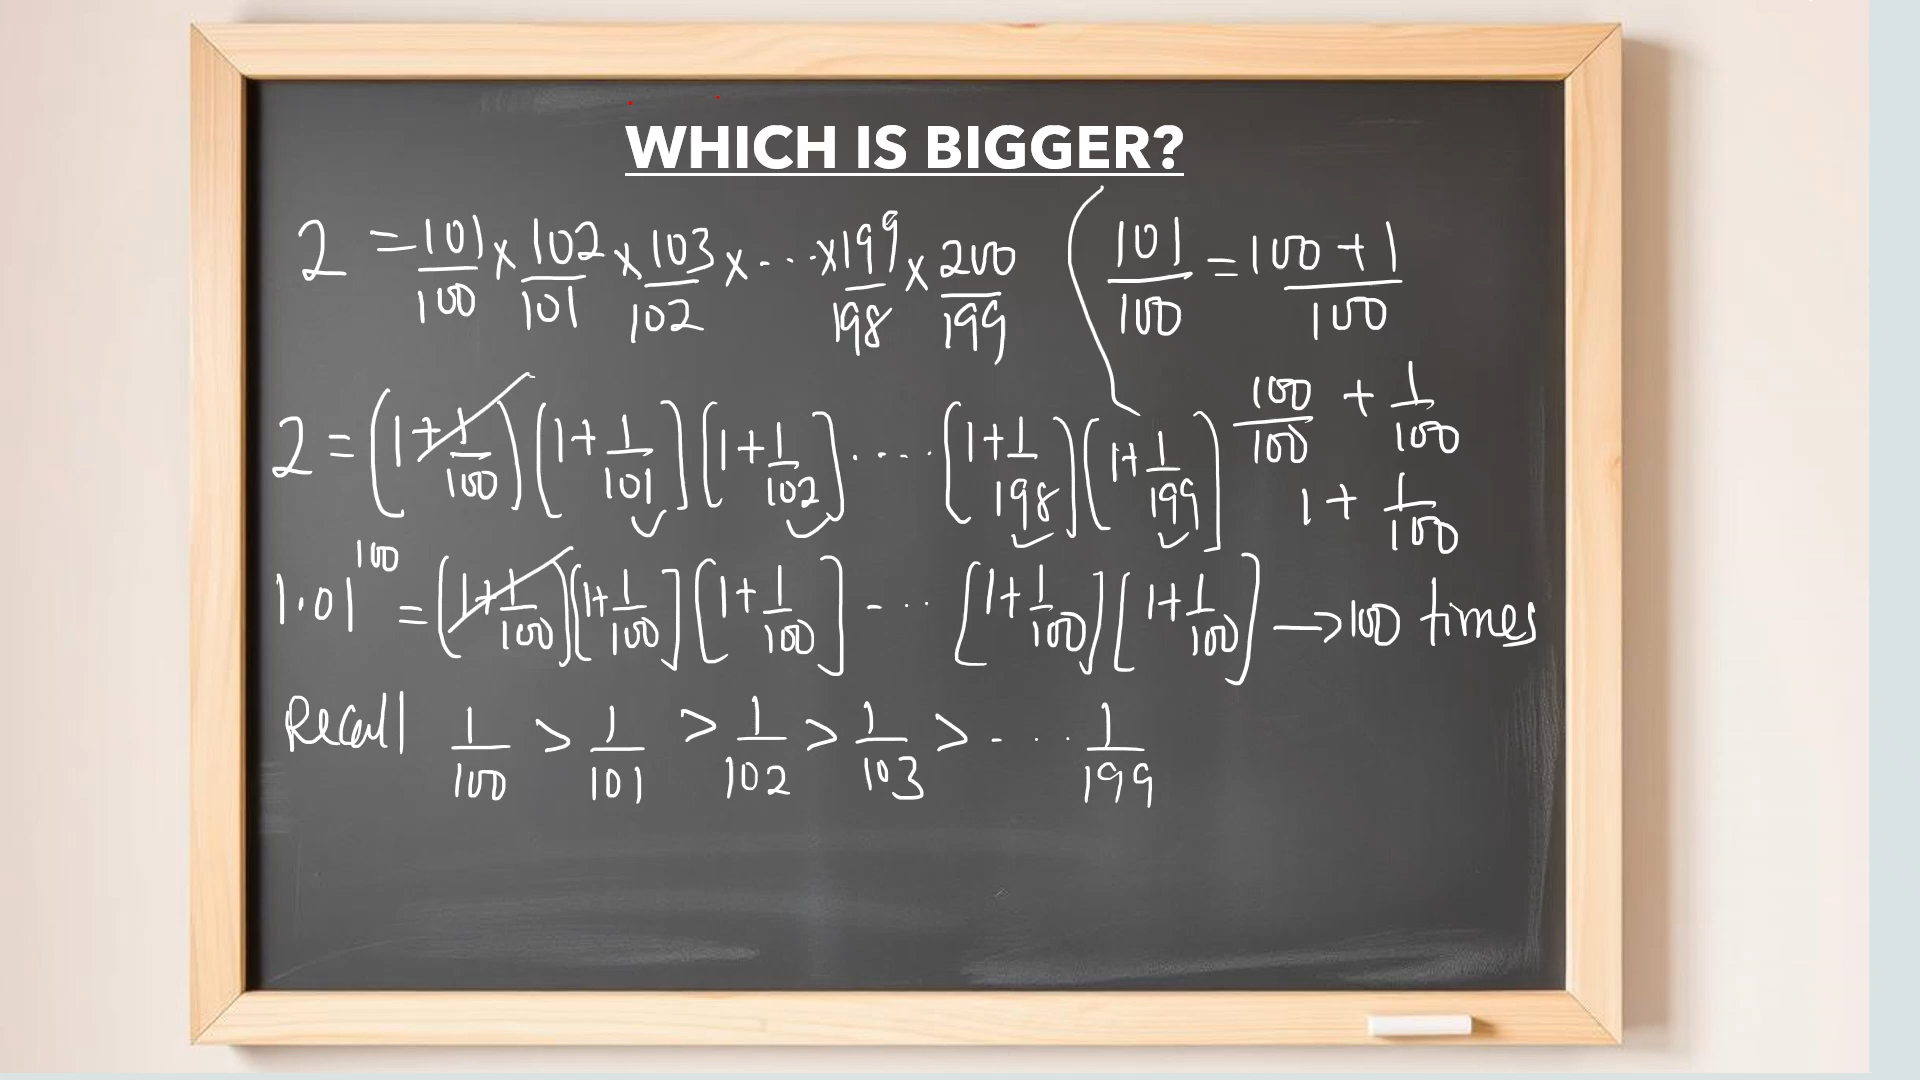 WHICH IS BIGGER?
2 = 101/100 x 102/101 x 103/102 x ... x 199/198 x 200/199
101/100 = 100 + 1/100
100/100 + 1/100
2 = (1+1/100)(1+1/101)(1+1/102) .... (1+1/198)(1+1/199)
1 + 1/100
1.01^100 = (1+1/100)(1+1/100][1+1/100] ... [1+1/100][1+1/100] → 100 times
Recall 1/100 > 1/101 > 1/102 > 1/103 > ... 1/199